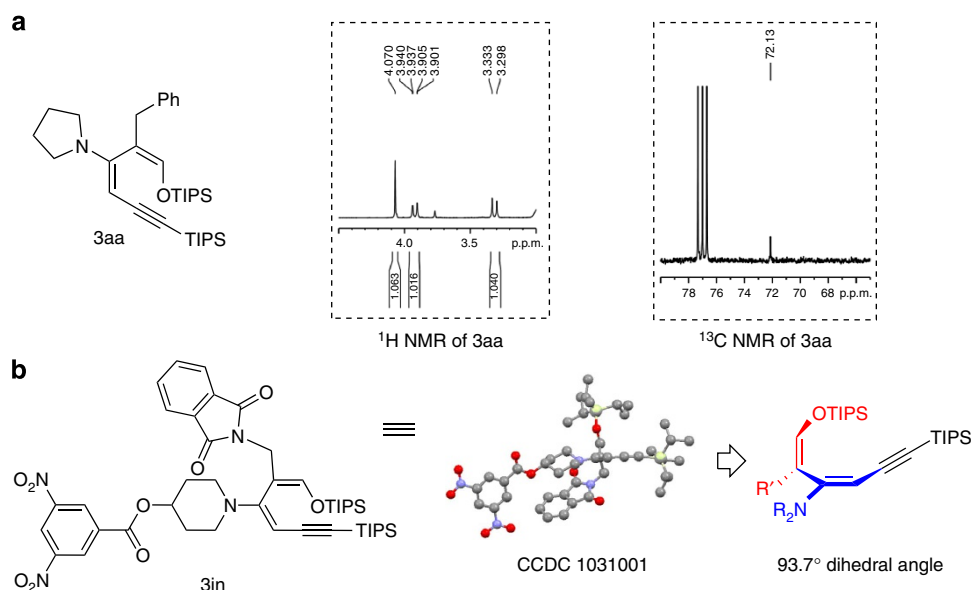 a
Ph
N
OTIPS
TIPS
3aa
4.070
3.940
3.937
3.905
3.901
3.333
3.298
4.0
3.5
p.p.m.
1.063
1.016
1.040
¹H NMR of 3aa
72.13
78
76
74
72
70
68
p.p.m.
¹³C NMR of 3aa
b
O
N
O
O₂N
NO₂
O
O
N
OTIPS
TIPS
3in
CCDC 1031001
OTIPS
TIPS
R
R₂N
93.7° dihedral angle